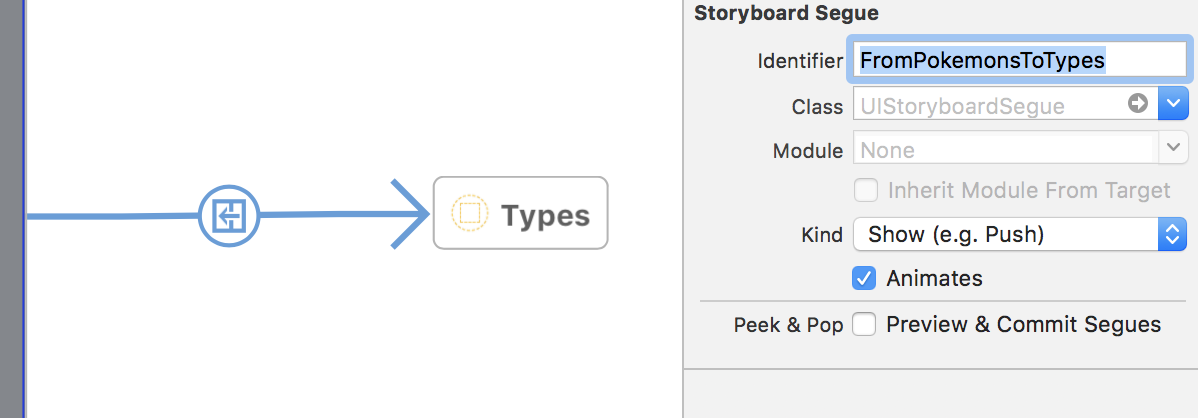 Storyboard Segue
Identifier FromPokemonsToTypes
Class UIStoryboardSegue
Module None
Inherit Module From Target
Types
Kind Show (e.g. Push)
Animates
Peek & Pop Preview & Commit Segues